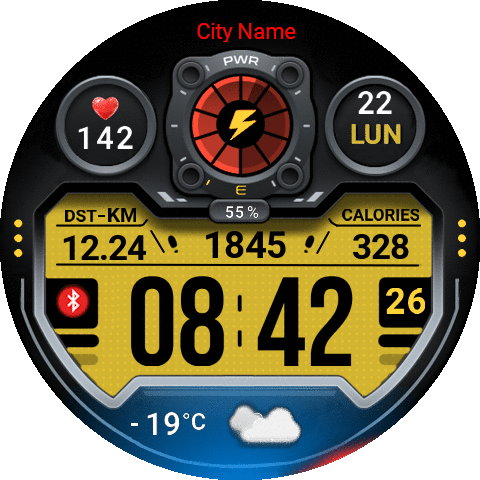 City Name
PWR
142
22
LUN
E
55 %
DST-KM
CALORIES
12.24
1845
328
08:42
26
- 19°C